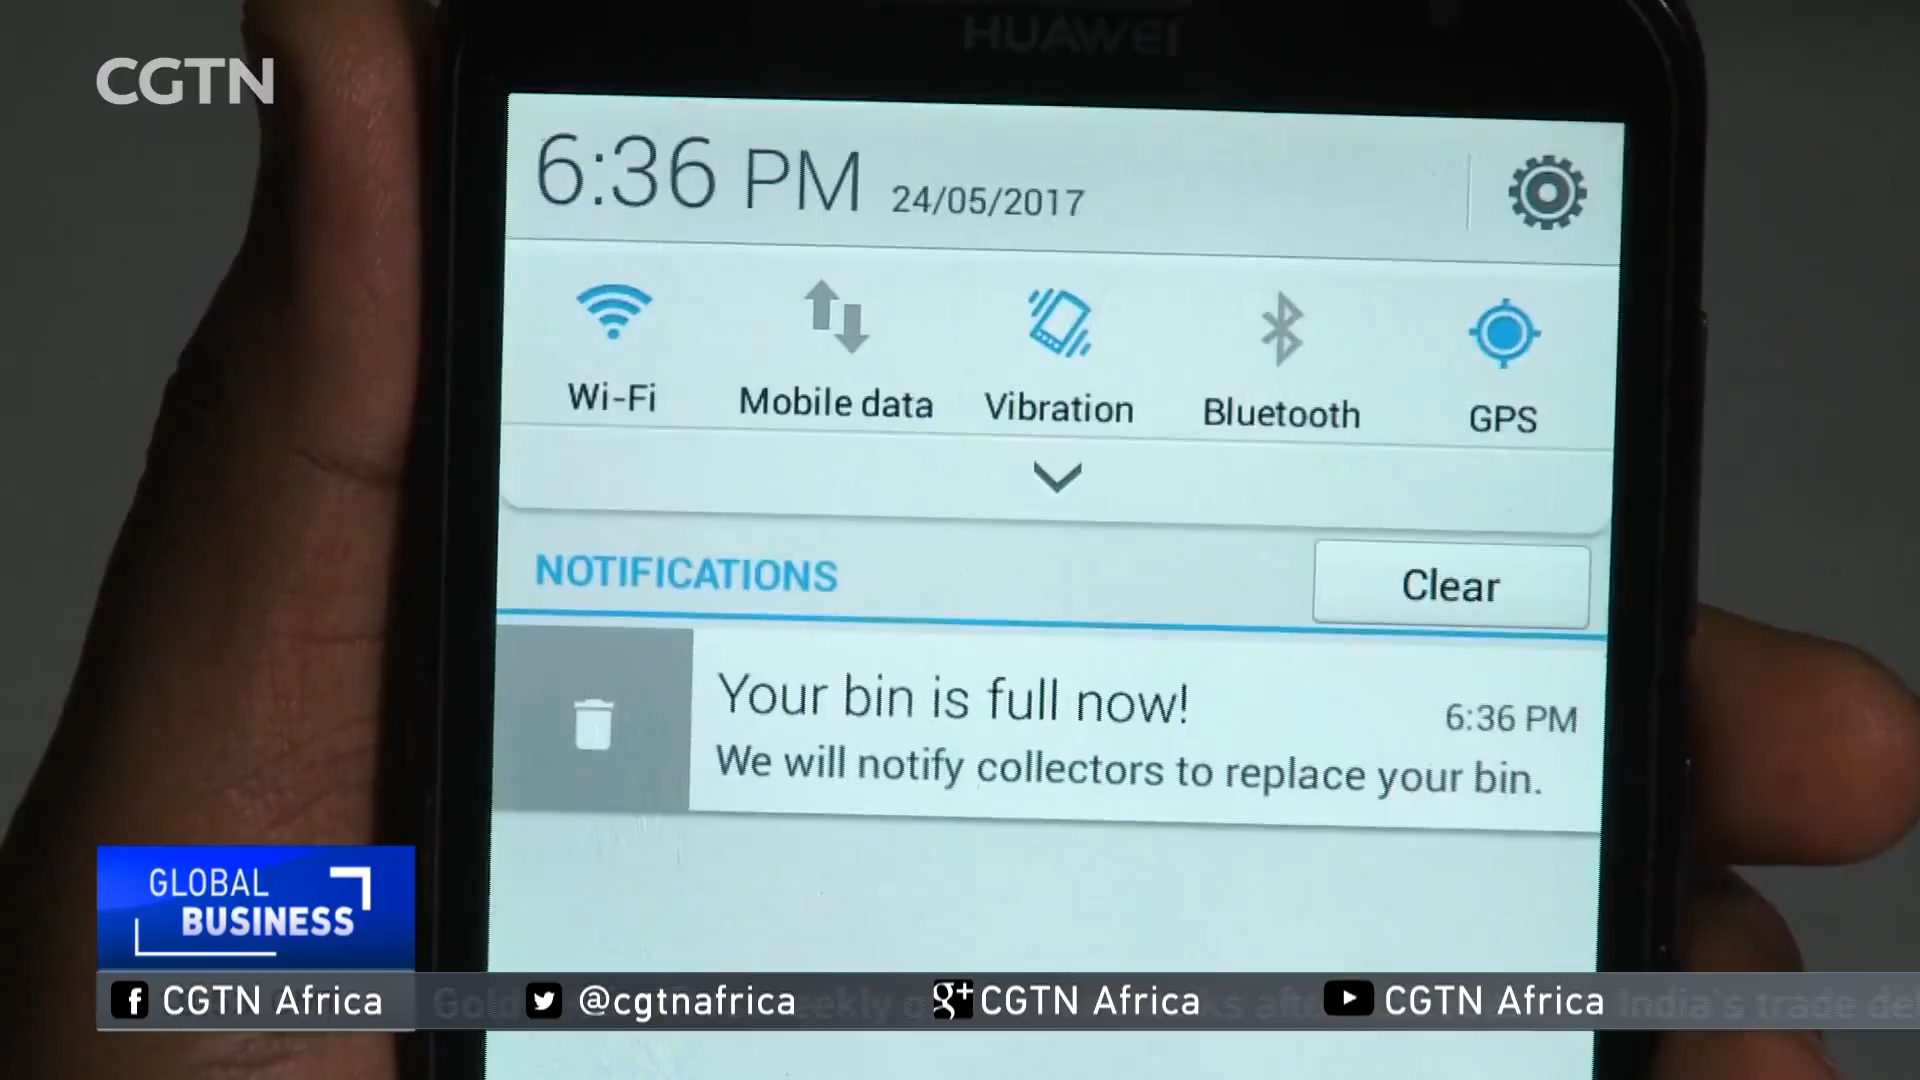 HUAWEI
CGTN
6:36 PM 24/05/2017
Wi-Fi Mobile data Vibration Bluetooth GPS
NOTIFICATIONS Clear
Your bin is full now! 6:36 PM
We will notify collectors to replace your bin.
GLOBAL
BUSINESS
CGTN Africa @cgtnafrica CGTN Africa CGTN Africa
India's trade